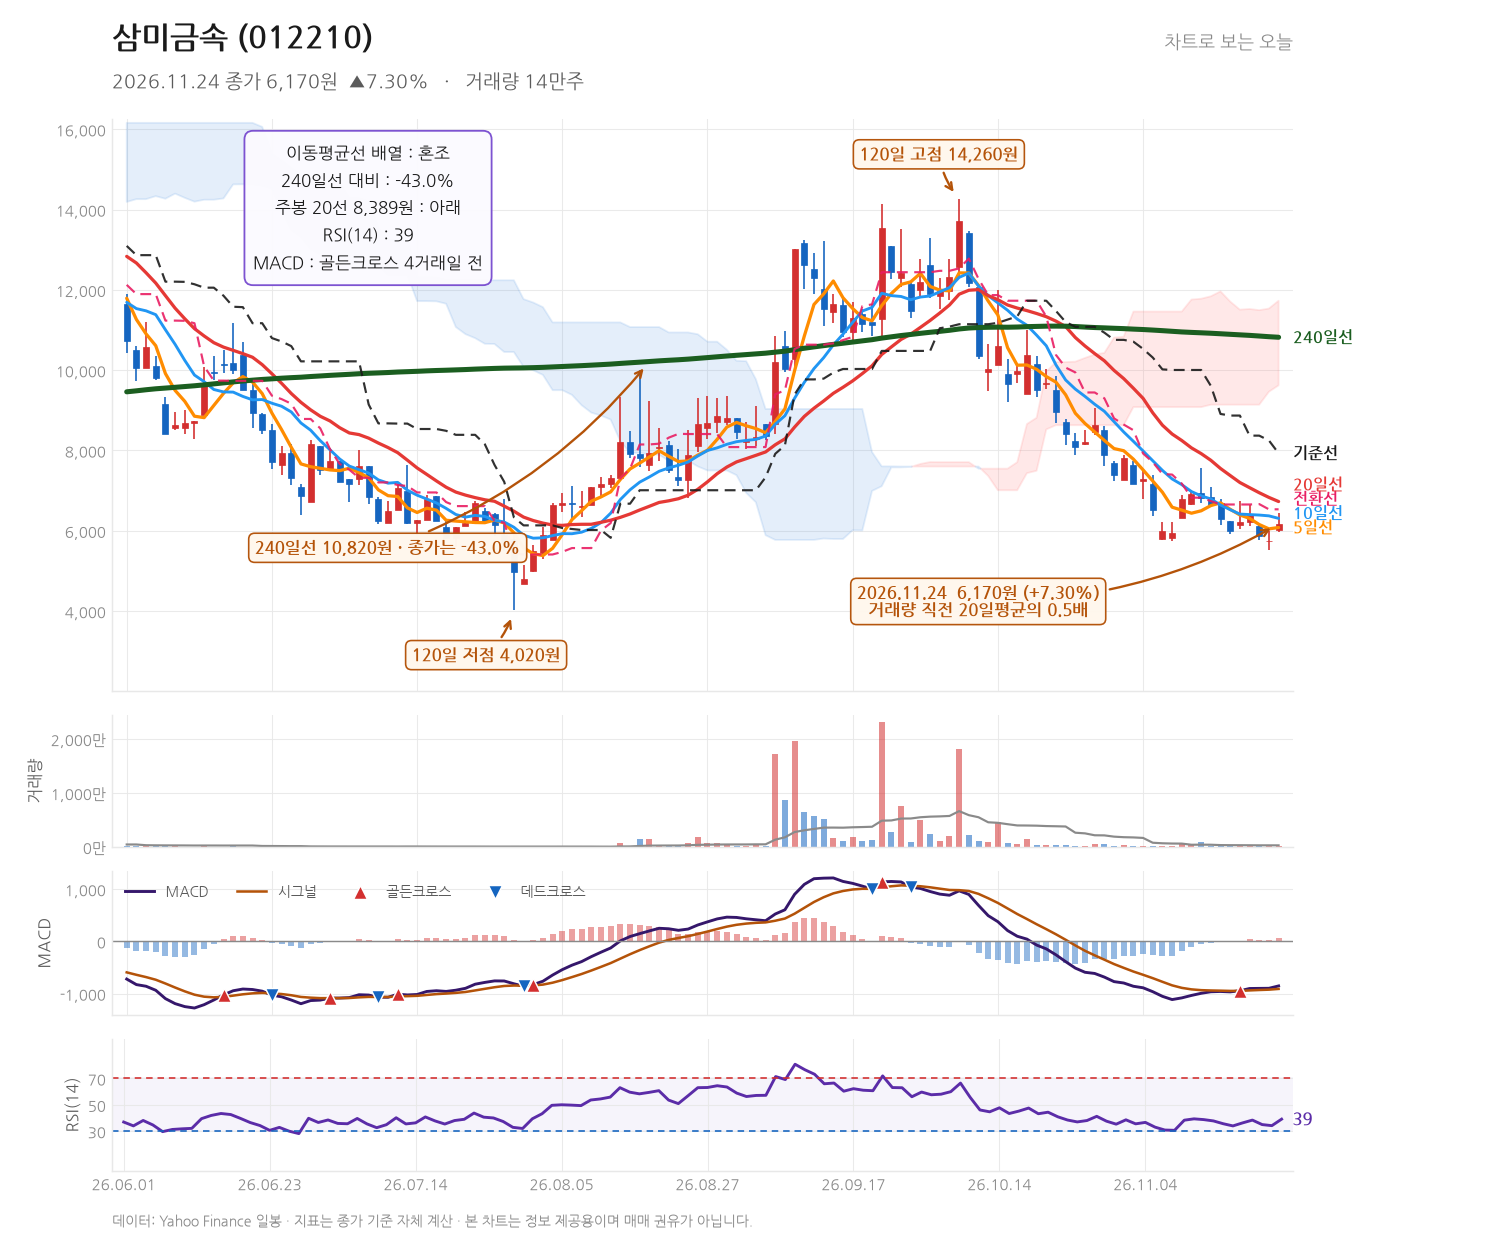 삼미금속 (012210)
차트로 보는 오늘
2026.11.24 종가 6,170원 ▲7.30% · 거래량 14만주
16,000
14,000
12,000
10,000
8,000
6,000
4,000
이동평균선 배열 : 혼조
240일선 대비 : -43.0%
주봉 20선 8,389원 : 아래
RSI(14) : 39
MACD : 골든크로스 4거래일 전
120일 고점 14,260원
240일선
기준선
20일선
전환선
10일선
5일선
240일선 10,820원 · 종가는 -43.0%
2026.11.24 6,170원 (+7.30%)
거래량 직전 20일평균의 0.5배
120일 저점 4,020원
거래량
2,000만
1,000만
0만
MACD
1,000
0
-1,000
MACD
시그널
골든크로스
데드크로스
RSI(14)
70
50
30
39
26.06.01
26.06.23
26.07.14
26.08.05
26.08.27
26.09.17
26.10.14
26.11.04
데이터: Yahoo Finance 일봉 · 지표는 종가 기준 자체 계산 · 본 차트는 정보 제공용이며 매매 권유가 아닙니다.